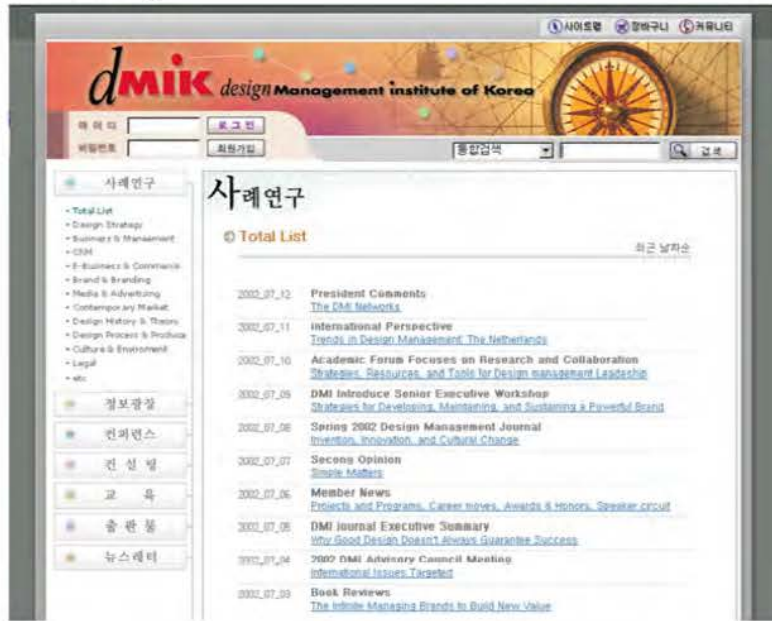 사이트맵 장바구니 커뮤니티
dmik design Management institute of Korea
아이디 로그인
비밀번호 회원가입
통합검색 검색
사례연구
• Total List
• Design Strategy
• Business & Manaement
• CRM
• E-Business & Commerce
• Brand & Branding
• Media & Advertizing
• Contemporary Market
• Design History & Theory
• Design Process & Produce
• Culture & Enviroment
• Legal
• etc
정보광장
컨퍼런스
컨설팅
교육
출판물
뉴스레터
사례연구
Total List
최근 날짜순
2002_07_12 President Comments
The DMI Networks
2002_07_11 International Perspective
Trends in Design Management: The Netherlands
2002_07_10 Academic Forum Focuses on Research and Collaboration
Strategies, Resources, and Tools for Design management Leadership
2002_07_09 DMI Introduce Senior Executive Workshop
Strategies for Developing, Maintaining, and Sustaining a Powerful Brand
2002_07_08 Spring 2002 Design Management Journal
Invention, Innovation, and Cultural Change
2002_07_07 Secong Opinion
Simple Matters
2002_07_06 Member News
Projects and Programs, Career moves, Awards & Honors, Speaker circuit
2002_07_05 DMI Journal Executive Summary
Why Good Design Doesn't Always Guarantee Success
2002_07_04 2002 DMI Advisory Council Meeting
International Issues Targeted
2002_07_03 Book Reviews
The Infinite Managing Brands to Build New Value